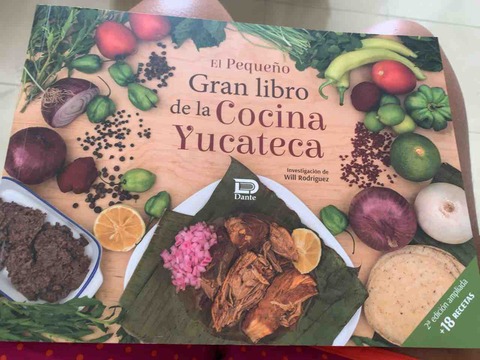 El Pequeño
Gran libro
de la Cocina
Yucateca
Investigación de
Will Rodríguez
D
Dante
2ª edición ampliada
+ 18 RECETAS